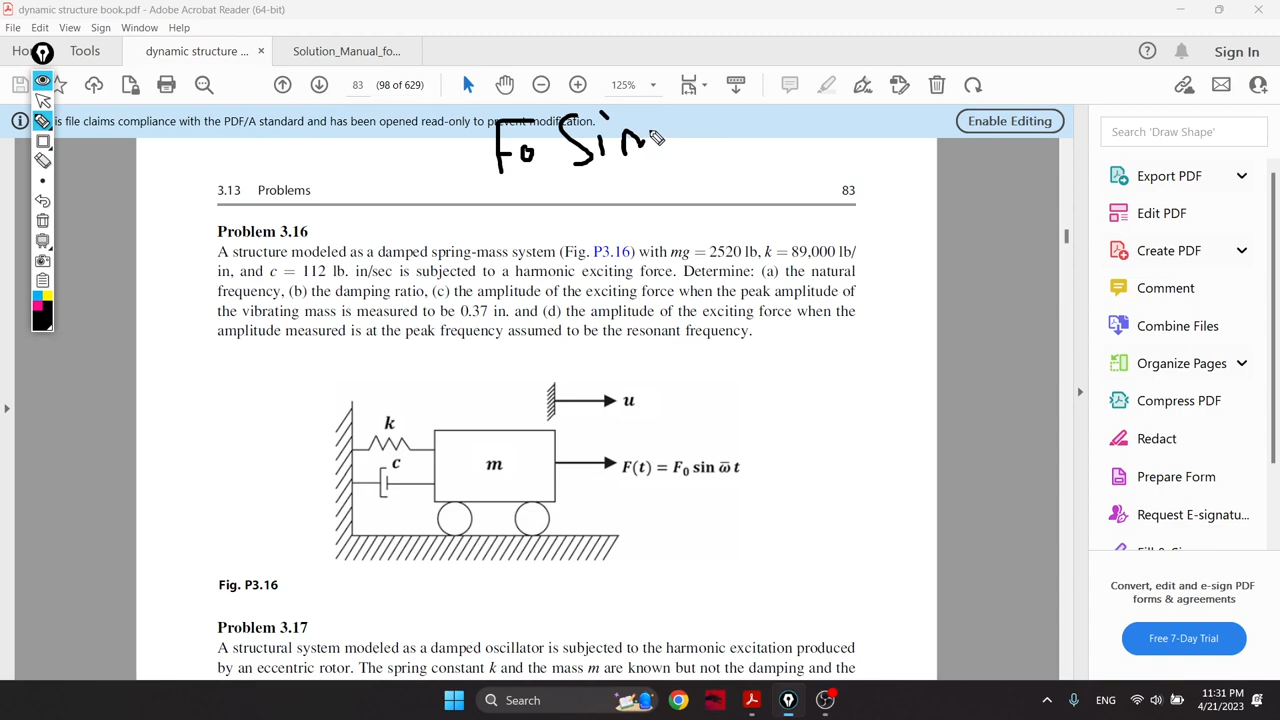 dynamic structure book.pdf - Adobe Acrobat Reader (64-bit)
File Edit View Sign Window Help
Tools dynamic structure ... × Solution_Manual_fo... Sign In
83 (98 of 629) 125%
is file claims compliance with the PDF/A standard and has been opened read-only to prevent modification. Enable Editing
Fo Sin
Search 'Draw Shape'
Export PDF
Edit PDF
Create PDF
Comment
Combine Files
Organize Pages
Compress PDF
Redact
Prepare Form
Request E-signatu...
Convert, edit and e-sign PDF
forms & agreements
Free 7-Day Trial
3.13 Problems 83
Problem 3.16
A structure modeled as a damped spring-mass system (Fig. P3.16) with mg = 2520 lb, k = 89,000 lb/
in, and c = 112 lb. in/sec is subjected to a harmonic exciting force. Determine: (a) the natural
frequency, (b) the damping ratio, (c) the amplitude of the exciting force when the peak amplitude of
the vibrating mass is measured to be 0.37 in. and (d) the amplitude of the exciting force when the
amplitude measured is at the peak frequency assumed to be the resonant frequency.
u
k
c
m
F(t) = F₀ sin ω̅ t
Fig. P3.16
Problem 3.17
A structural system modeled as a damped oscillator is subjected to the harmonic excitation produced
by an eccentric rotor. The spring constant k and the mass m are known but not the damping and the
Search
ENG
11:31 PM
4/21/2023